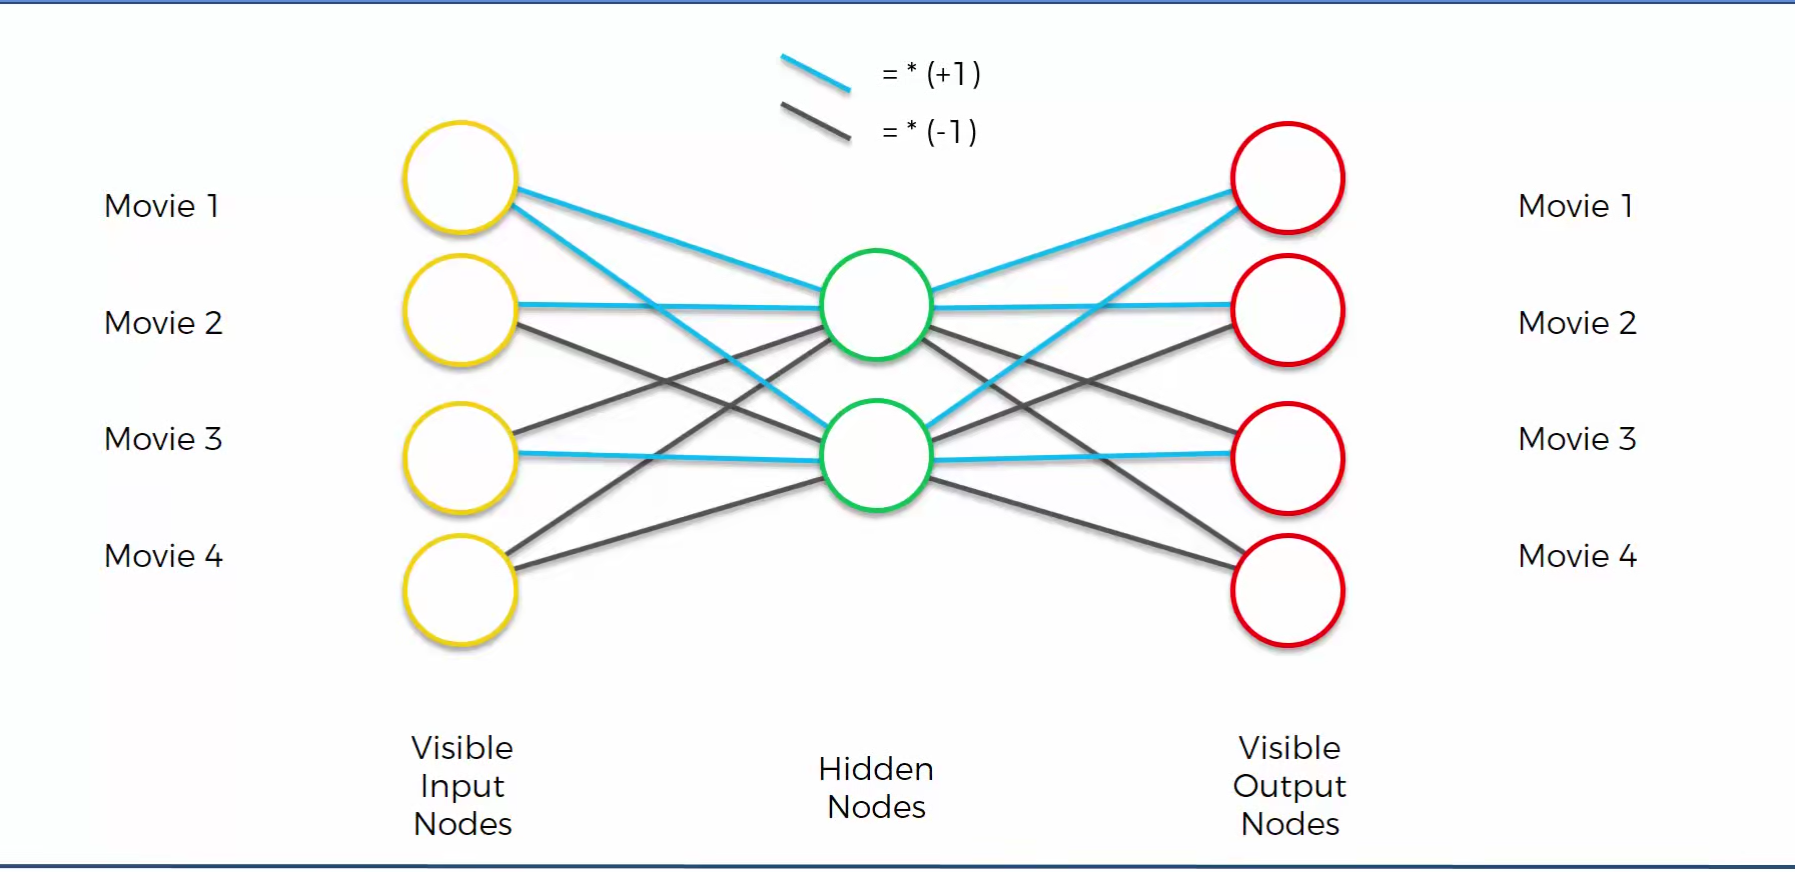 = * (+1)
= * (-1)
Movie 1
Movie 2
Movie 3
Movie 4
Movie 1
Movie 2
Movie 3
Movie 4
Visible
Input
Nodes
Hidden
Nodes
Visible
Output
Nodes